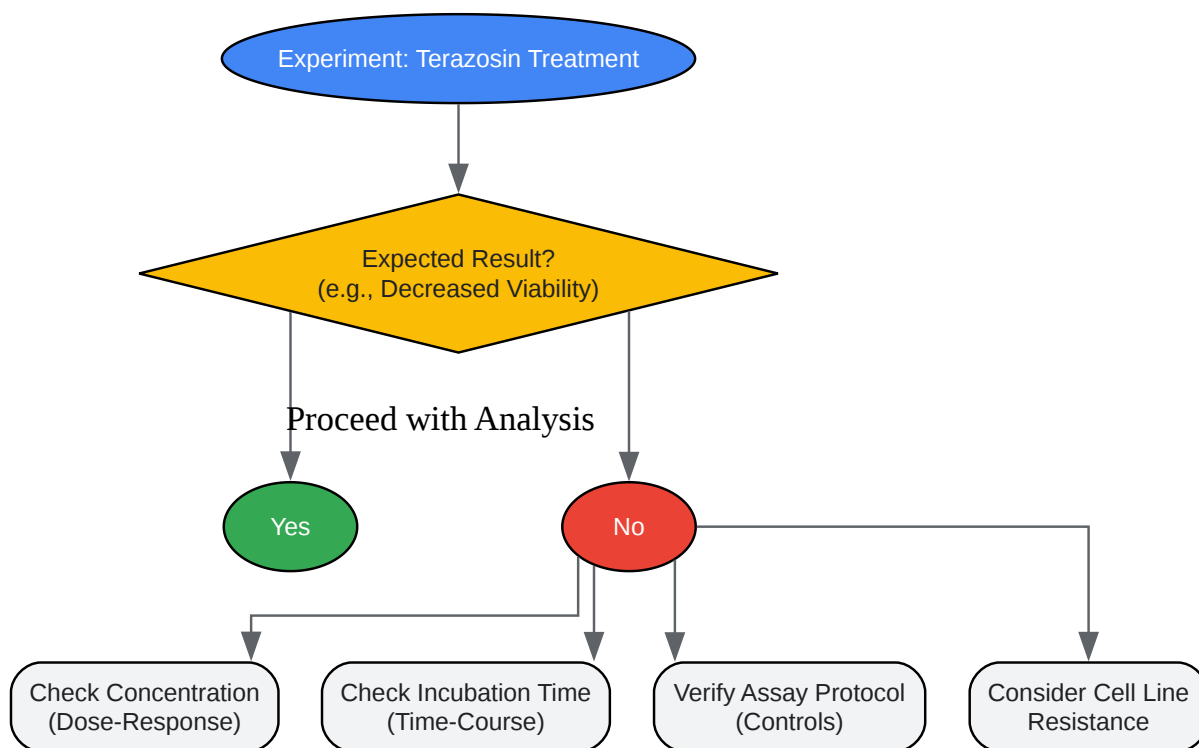 Experiment: Terazosin Treatment
Expected Result?
(e.g., Decreased Viability)
Proceed with Analysis
Yes
No
Check Concentration
(Dose-Response)
Check Incubation Time
(Time-Course)
Verify Assay Protocol
(Controls)
Consider Cell Line
Resistance